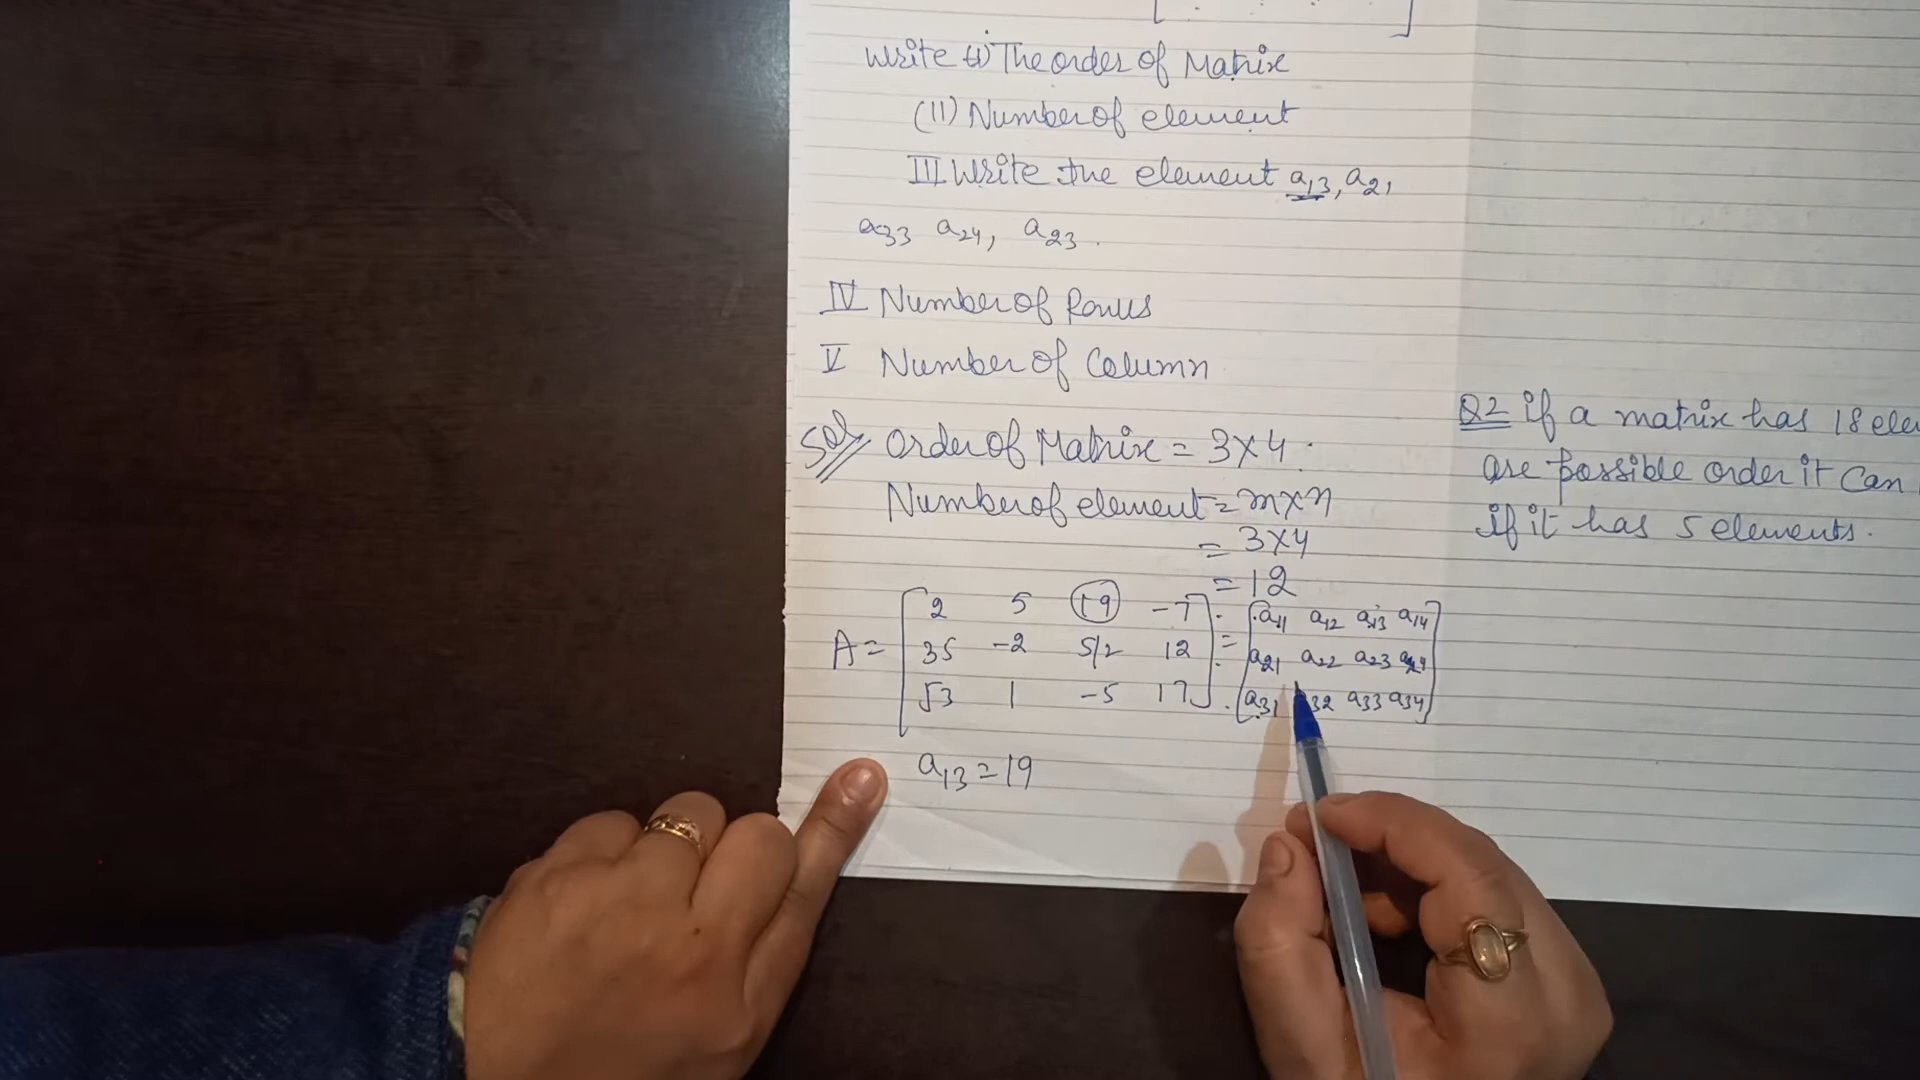 Write (i) The order of Matrix
(II) Number of element
III Write the element a13, a21
a33 a24, a23.
IV Number of Rows
V Number of Column
Sol Order of Matrix = 3×4.
Number of element = m×n
= 3×4
= 12
A = [2 5 19 -7] = [a11 a12 a13 a14]
[35 -2 5/2 12] [a21 a22 a23 a24]
[√3 1 -5 17] [a31 a32 a33 a34]
a13 = 19
Q2 if a matrix has 18
are possible order it can
if it has 5 elements.